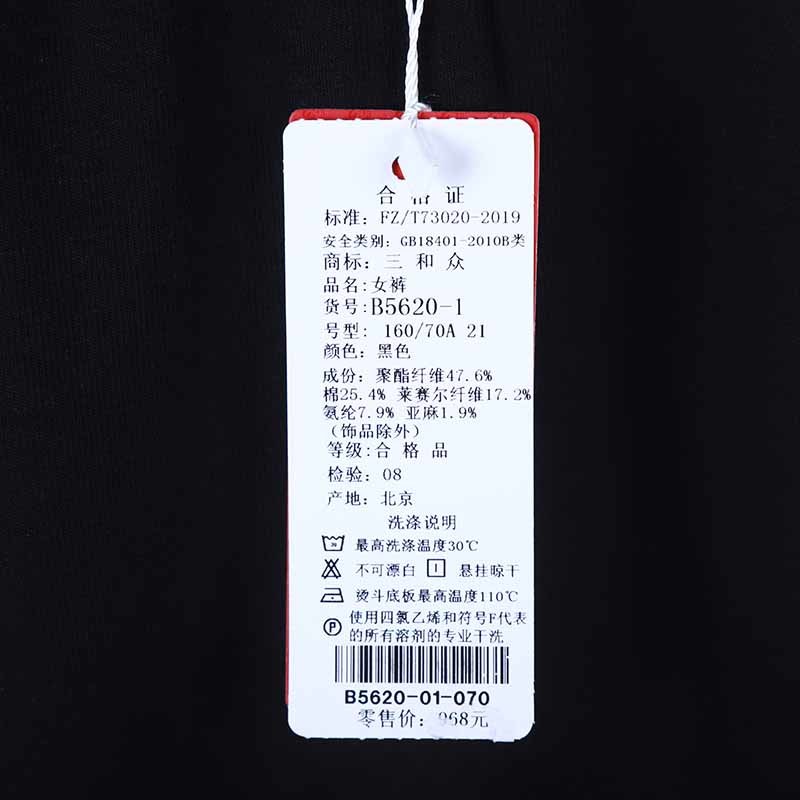 合格证
标准：FZ/T73020-2019
安全类别：GB18401-2010B类
商标：三和众
品名:女裤
货号:B5620-1
号型: 160/70A 21
颜色：黑色
成份：聚酯纤维47.6%
棉25.4% 莱赛尔纤维17.2%
氨纶7.9% 亚麻1.9%
（饰品除外）
等级:合格品
检验：08
产地：北京
洗涤说明
30
最高洗涤温度30℃
不可漂白 悬挂晾干
熨斗底板最高温度110℃
P 使用四氯乙烯和符号F代表
的所有溶剂的专业干洗
B5620-01-070
零售价：968元